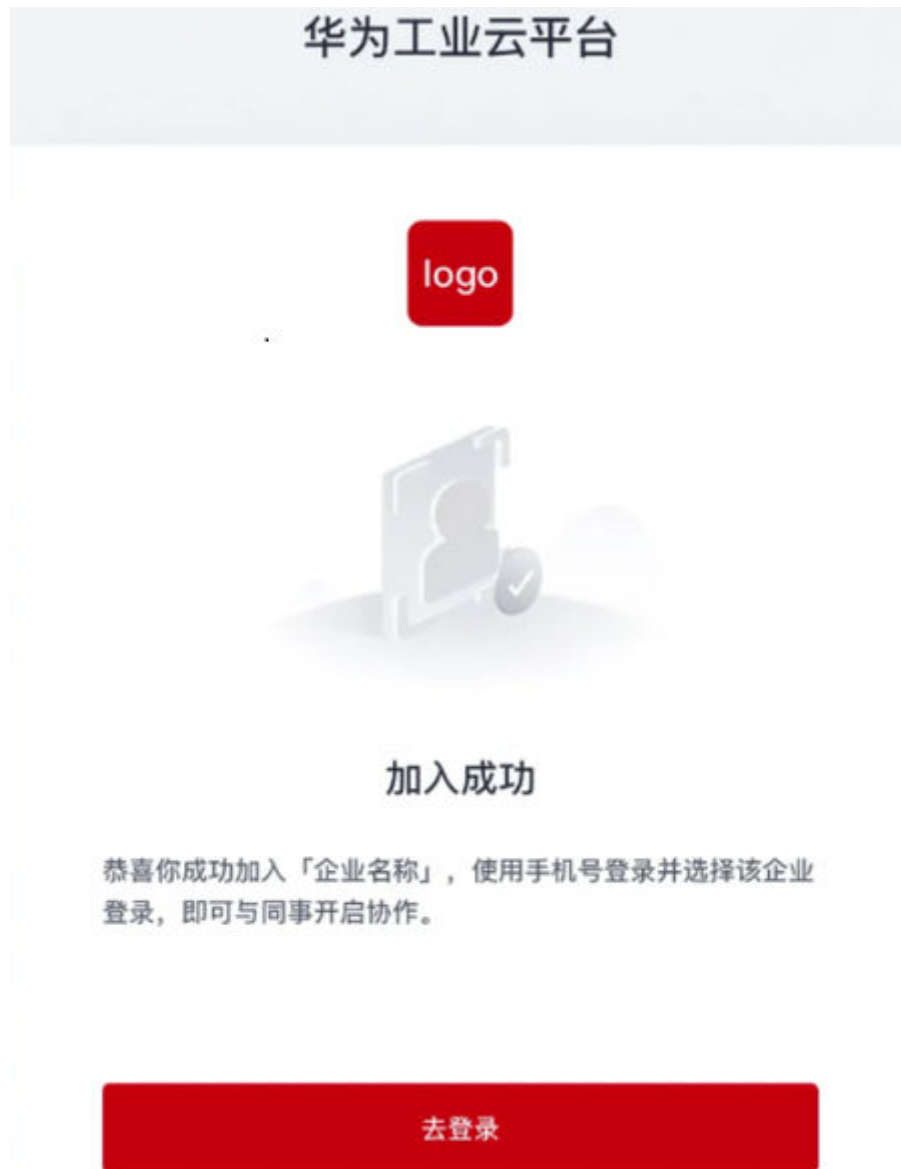 华为工业云平台
logo
加入成功
恭喜你成功加入「企业名称」，使用手机号登录并选择该企业
登录，即可与同事开启协作。
去登录